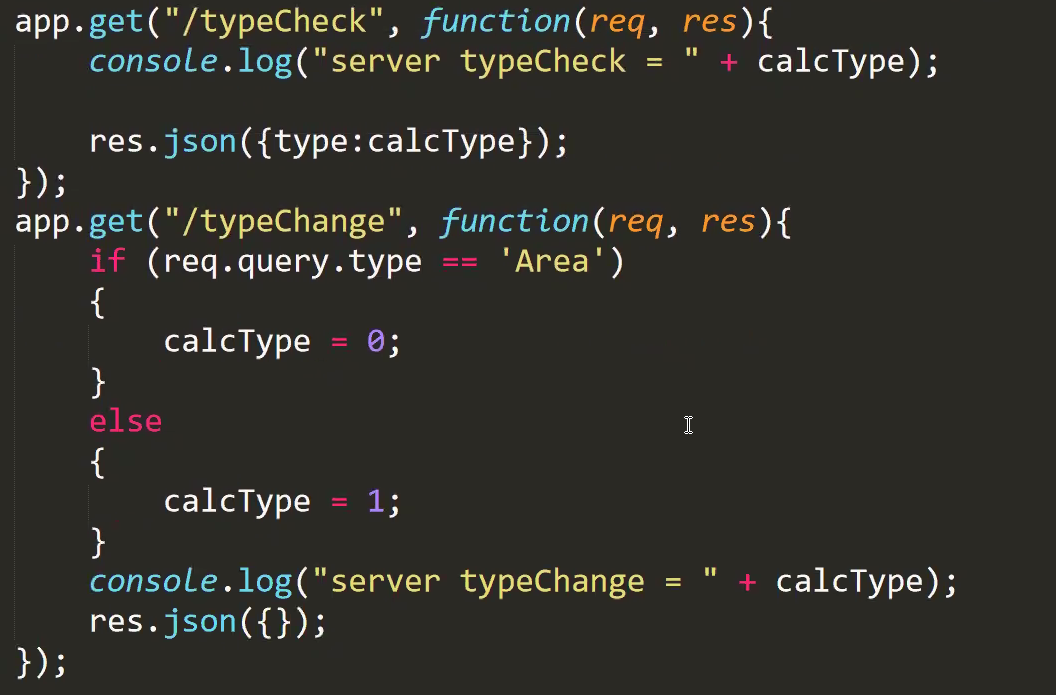 app.get("/typeCheck", function(req, res){
    console.log("server typeCheck = " + calcType);

    res.json({type:calcType});
});
app.get("/typeChange", function(req, res){
    if (req.query.type == 'Area')
    {
        calcType = 0;
    }
    else
    {
        calcType = 1;
    }
    console.log("server typeChange = " + calcType);
    res.json({});
});